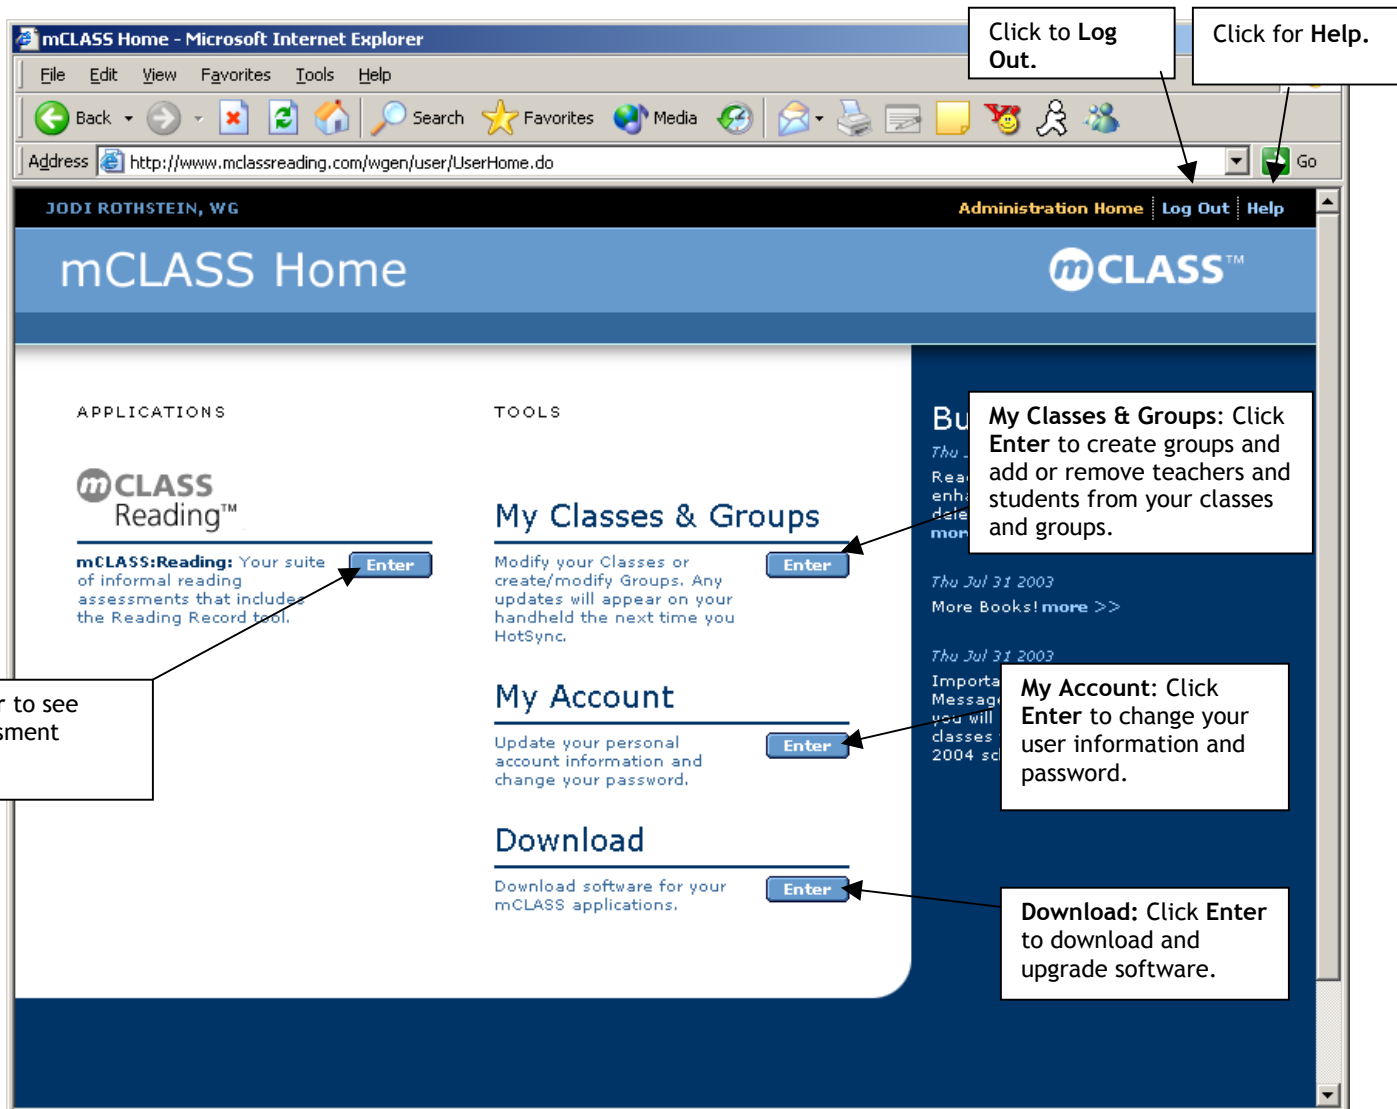 Click to Log
Out.
Click for Help.
mCLASS Home - Microsoft Internet Explorer
File Edit View Favorites Tools Help
Back Search Favorites Media
Address http://www.mclassreading.com/wgen/user/UserHome.do Go
JODI ROTHSTEIN, WG Administration Home Log Out Help
mCLASS Home mCLASS™
APPLICATIONS
mCLASS
Reading™
mCLASS:Reading: Your suite
of informal reading
assessments that includes
the Reading Record tool.
Enter
to see
TOOLS
My Classes & Groups
Modify your Classes or
create/modify Groups. Any
updates will appear on your
handheld the next time you
HotSync.
Enter
My Account
Update your personal
account information and
change your password.
Enter
Download
Download software for your
mCLASS applications.
Enter
My Classes & Groups: Click
Enter to create groups and
add or remove teachers and
students from your classes
and groups.
Thu Jul 31 2003
More Books! more >>
Thu Jul 31 2003
you will
classes
2004
My Account: Click
Enter to change your
user information and
password.
Download: Click Enter
to download and
upgrade software.